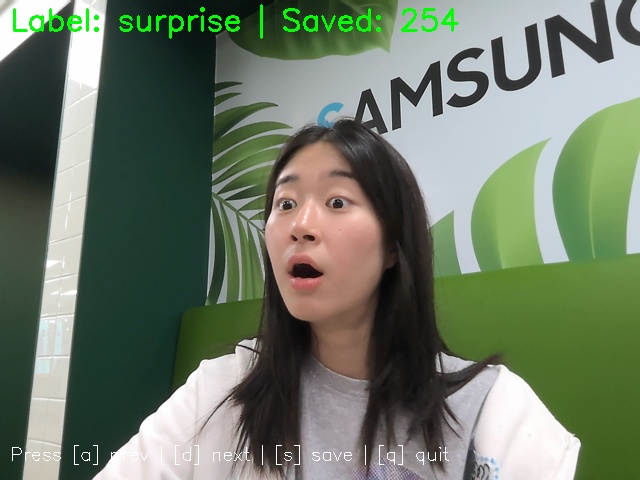 Label: surprise | Saved: 254
SAMSUNG
Press [a] prev | [d] next | [s] save | [q] quit